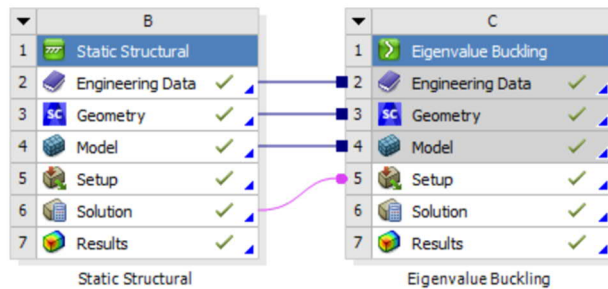 B
1 Static Structural
2 Engineering Data
3 SC Geometry
4 Model
5 Setup
6 Solution
7 Results
Static Structural
C
1 Eigenvalue Buckling
2 Engineering Data
3 SC Geometry
4 Model
5 Setup
6 Solution
7 Results
Eigenvalue Buckling